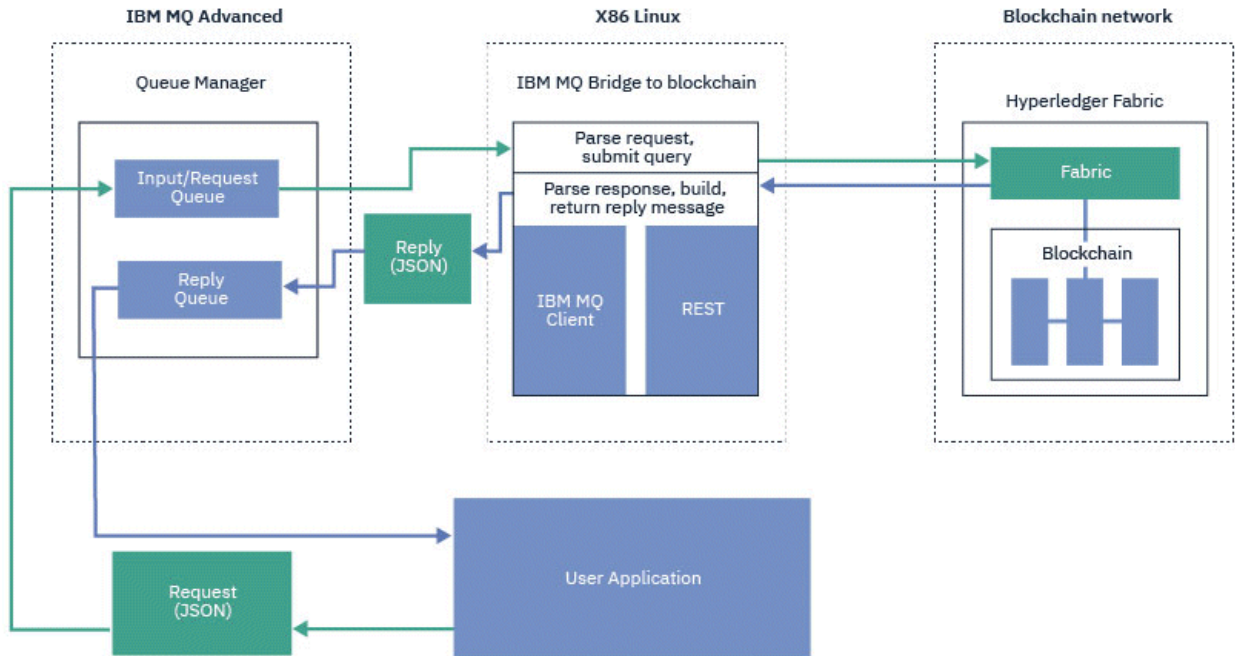 IBM MQ Advanced
X86 Linux
Blockchain network
Queue Manager
IBM MQ Bridge to blockchain
Hyperledger Fabric
Input/Request
Queue
Reply
Queue
Reply
(JSON)
Parse request,
submit query
Parse response, build,
return reply message
IBM MQ
Client
REST
Fabric
Blockchain
Request
(JSON)
User Application